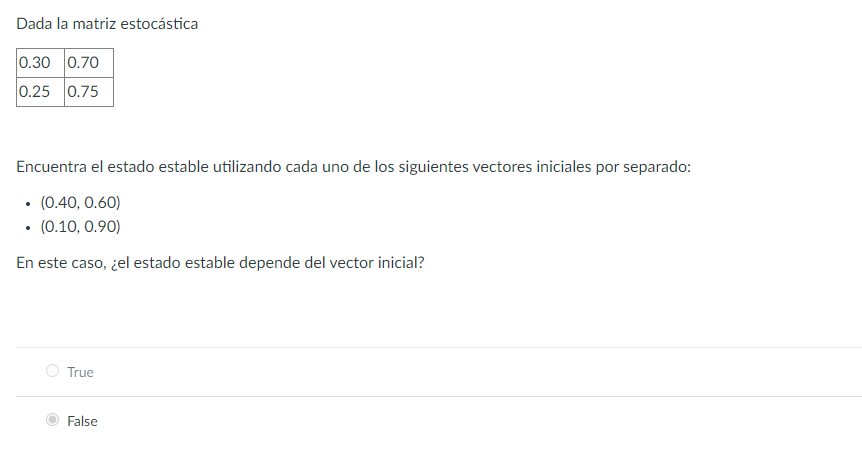 Dada la matriz estocástica
0.30 0.70
0.25 0.75
Encuentra el estado estable utilizando cada uno de los siguientes vectores iniciales por separado:
• (0.40, 0.60)
• (0.10, 0.90)
En este caso, ¿el estado estable depende del vector inicial?
True
False